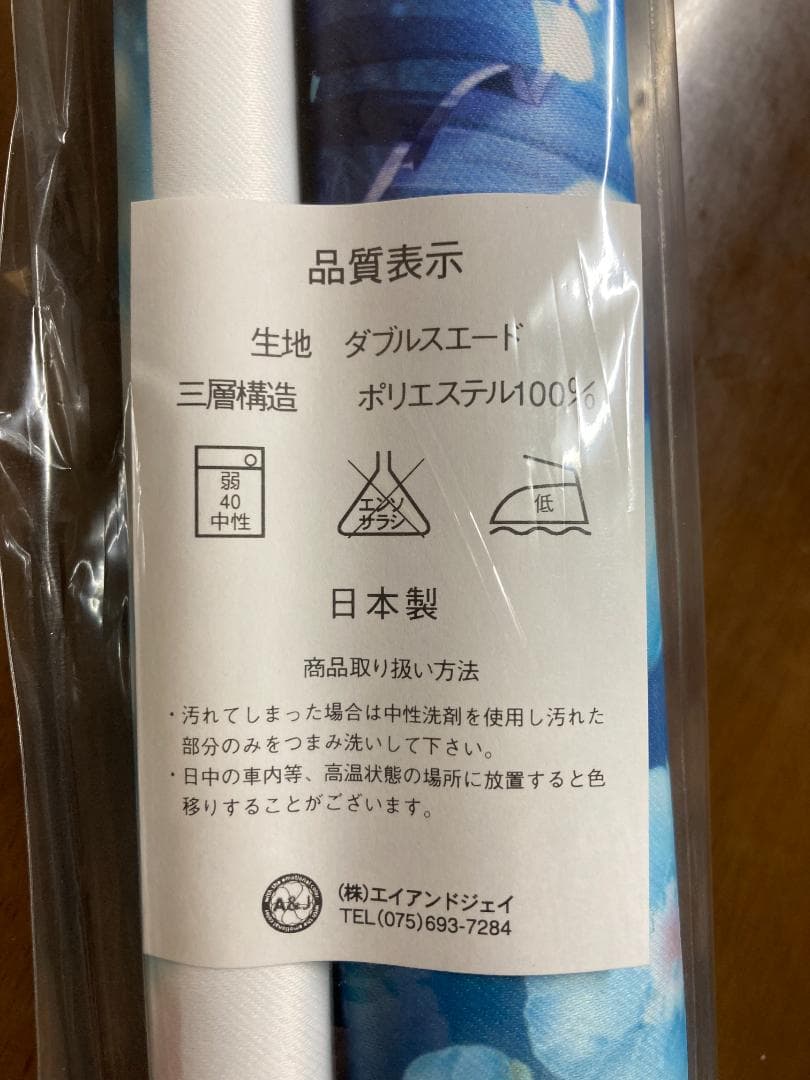 品質表示
生地 ダブルスエード
三層構造 ポリエステル100%
弱
40
中性
エンソ
サラシ
低
日本製
商品取り扱い方法
・汚れてしまった場合は中性洗剤を使用し汚れた
部分のみをつまみ洗いして下さい。
・日中の車内等、高温状態の場所に放置すると色
移りすることがございます。
A&J
(株)エイアンドジェイ
TEL(075)693-7284